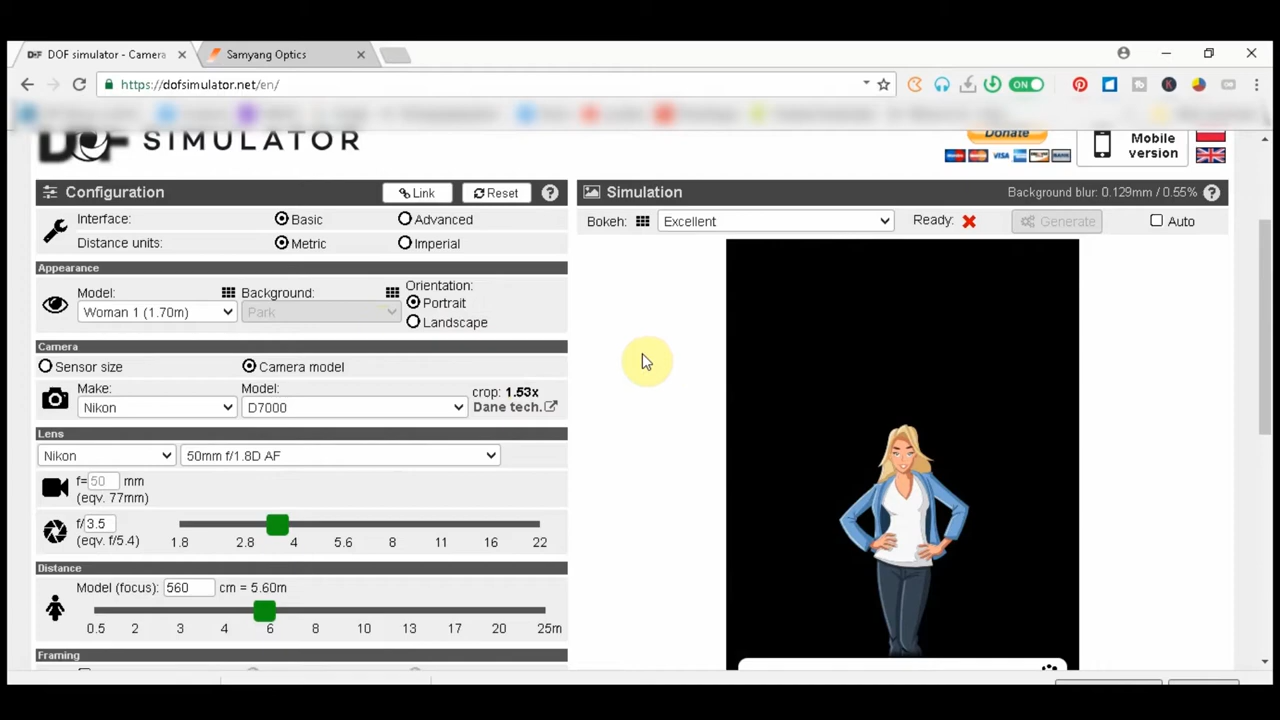 DOF simulator - Camera
Samyang Optics
https://dofsimulator.net/en/
ON
DOF SIMULATOR
Donate
VISA
Mobile
version
Configuration
Link
Reset
?
Interface:
Basic
Advanced
Distance units:
Metric
Imperial
Appearance
Model:
Background:
Orientation:
Woman 1 (1.70m)
Park
Portrait
Landscape
Camera
Sensor size
Camera model
Make:
Model:
crop: 1.53x
Nikon
D7000
Dane tech.
Lens
Nikon
50mm f/1.8D AF
f= 50 mm
(eqv. 77mm)
f/ 3.5
(eqv. f/5.4)
1.8 2.8 4 5.6 8 11 16 22
Distance
Model (focus): 560 cm = 5.60m
0.5 2 3 4 6 8 10 13 17 20 25m
Framing
Simulation
Background blur: 0.129mm / 0.55%
?
Bokeh:
Excellent
Ready:
Generate
Auto